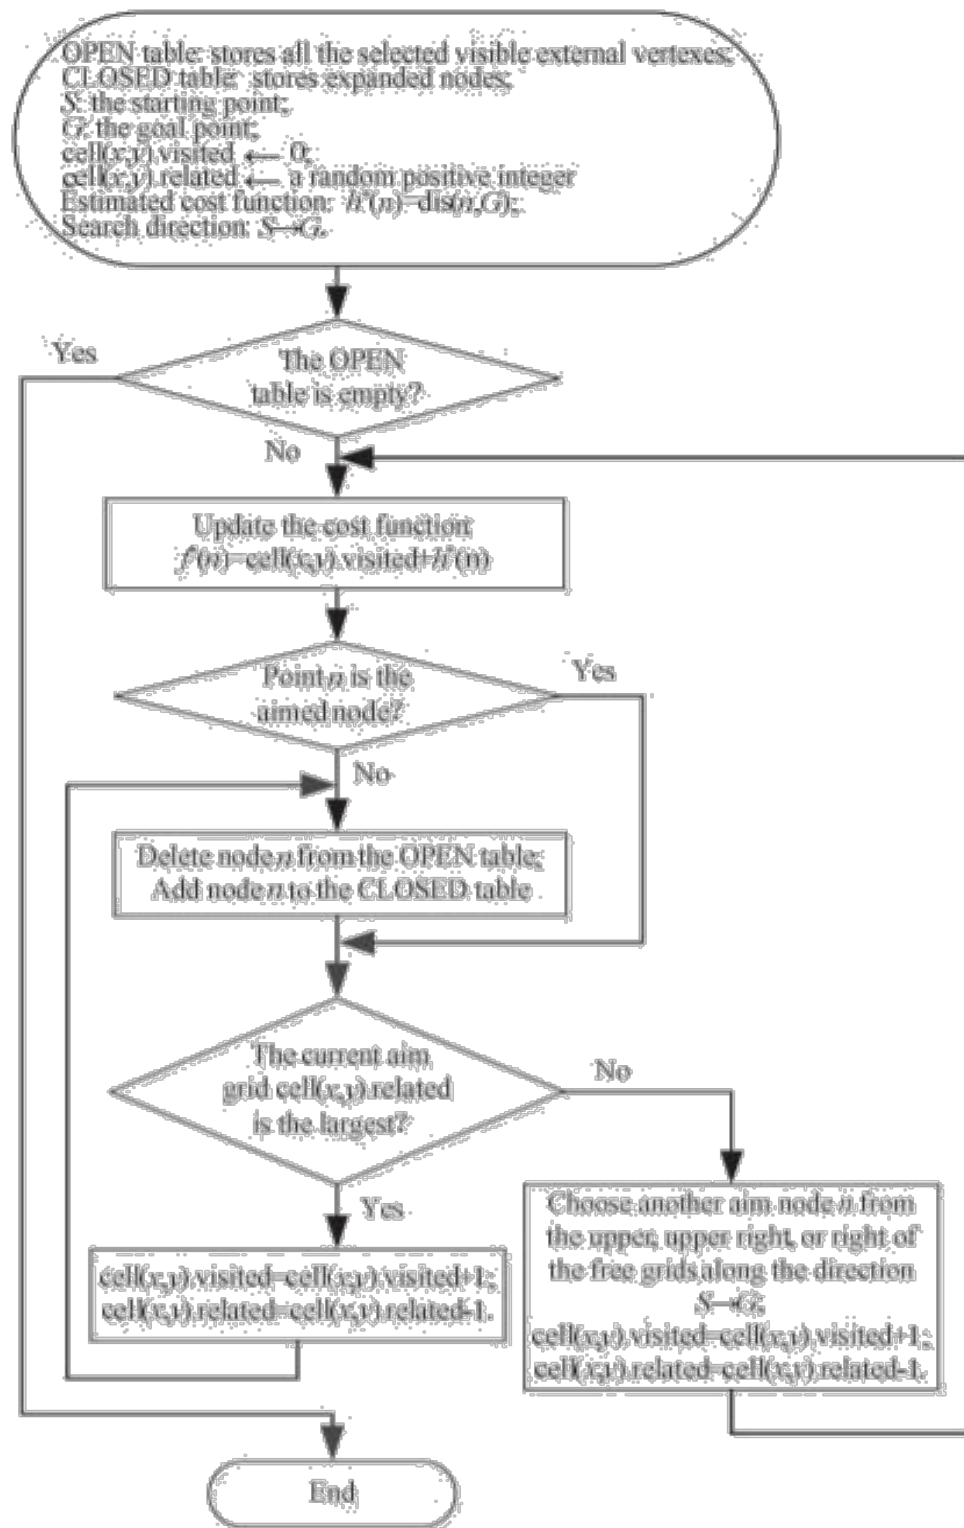 OPEN table: stores all the selected visible external vertexes;
CLOSED table: stores expanded nodes;
S: the starting point;
G: the goal point;
cell(x,y).visited ← 0;
cell(x,y).related ← a random positive integer
Estimated cost function: h'(n)=dis(n,G);
Search direction: S→G.
Yes
The OPEN
table is empty?
No
Update the cost function
f'(n)=cell(x,y).visited+h'(n)
Point n is the
aimed node?
Yes
No
Delete node n from the OPEN table;
Add node n to the CLOSED table
The current aim
grid cell(x,y).related
is the largest?
No
Yes
Choose another aim node n from
the upper, upper right, or right of
the free grids along the direction
S→G;
cell(x,y).visited=cell(x,y).visited+1;
cell(x,y).related=cell(x,y).related-1.
cell(x,y).visited=cell(x,y).visited+1;
cell(x,y).related=cell(x,y).related-1.
End